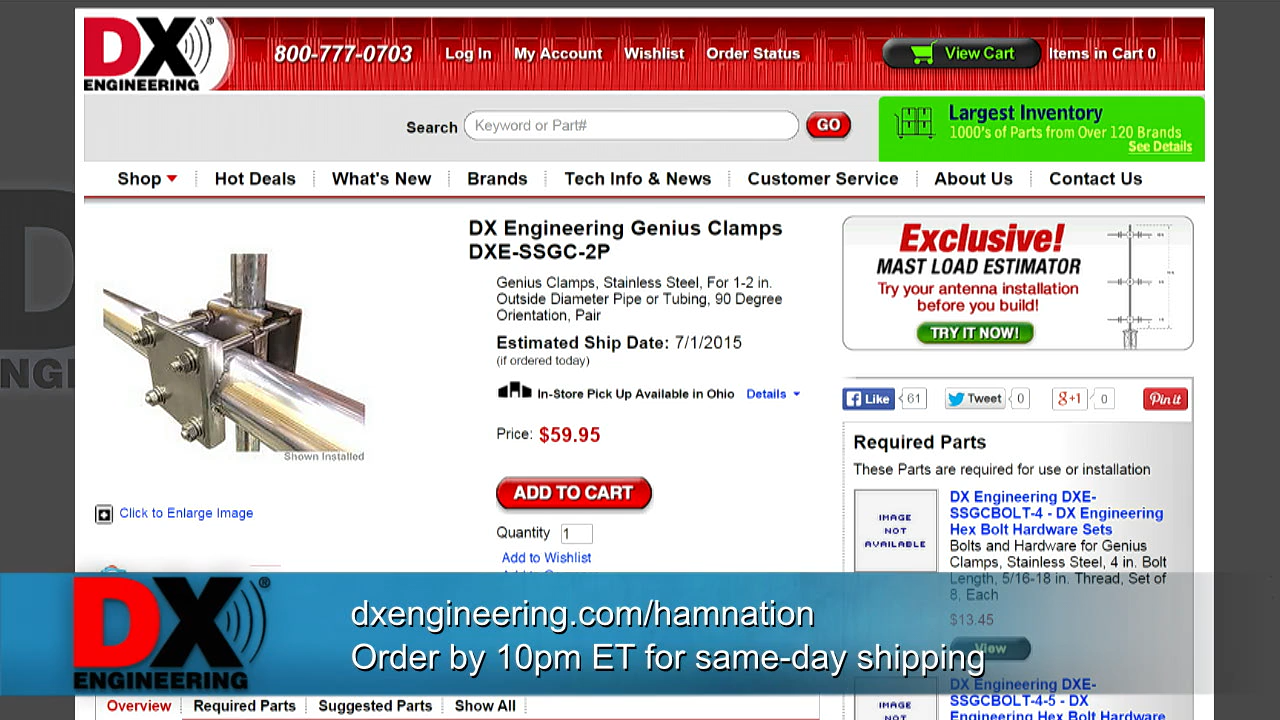 DX
ENGINEERING
®
800-777-0703
Log In
My Account
Wishlist
Order Status
View Cart
Items in Cart 0
Search
Keyword or Part#
GO
Largest Inventory
1000's of Parts from Over 120 Brands
See Details
Shop
Hot Deals
What's New
Brands
Tech Info & News
Customer Service
About Us
Contact Us
DX Engineering Genius Clamps
DXE-SSGC-2P
Genius Clamps, Stainless Steel, For 1-2 in.
Outside Diameter Pipe or Tubing, 90 Degree
Orientation, Pair
Estimated Ship Date: 7/1/2015
(if ordered today)
In-Store Pick Up Available in Ohio Details
Price: $59.95
ADD TO CART
Quantity 1
Add to Wishlist
Shown Installed
Click to Enlarge Image
Exclusive!
MAST LOAD ESTIMATOR
Try your antenna installation
before you build!
TRY IT NOW!
Like 61
Tweet 0
g+1 0
Pin it
Required Parts
These Parts are required for use or installation
IMAGE
NOT
AVAILABLE
DX Engineering DXE-
SSGCBOLT-4 - DX Engineering
Hex Bolt Hardware Sets
Bolts and Hardware for Genius
Clamps, Stainless Steel, 4 in. Bolt
Length, 5/16-18 in. Thread, Set of
8, Each
$13.45
View
IMAGE
NOT
DX Engineering DXE-
SSGCBOLT-4-5 - DX
Engineering Hex Bolt Hardware
DX
ENGINEERING
®
dxengineering.com/hamnation
Order by 10pm ET for same-day shipping
Overview
Required Parts
Suggested Parts
Show All